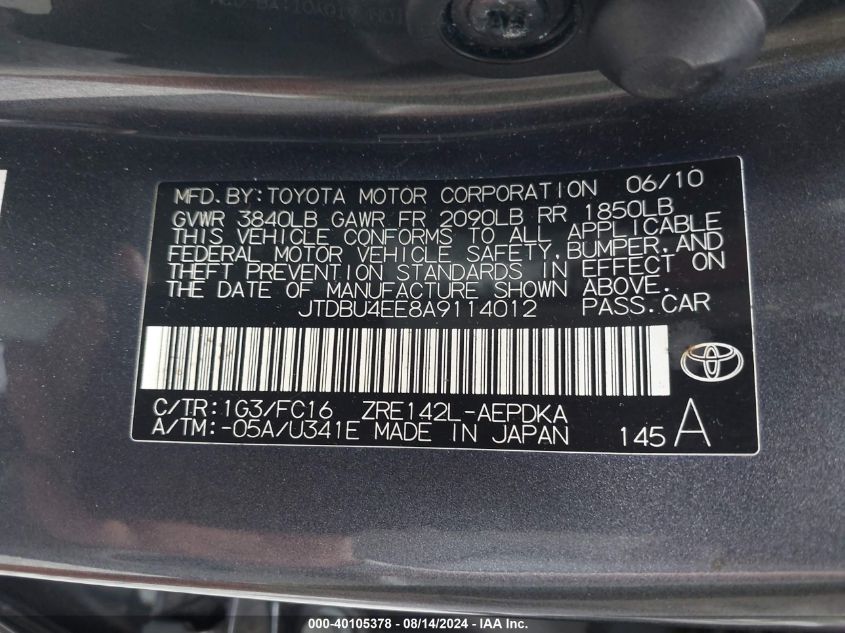 MFD. BY: TOYOTA MOTOR CORPORATION 06/10
GVWR 3840LB GAWR FR 2090LB RR 1850LB
THIS VEHICLE CONFORMS TO ALL APPLICABLE
FEDERAL MOTOR VEHICLE SAFETY, BUMPER, AND
THEFT PREVENTION STANDARDS IN EFFECT ON
THE DATE OF MANUFACTURE SHOWN ABOVE.
JTDBU4EE8A9114012 PASS. CAR
C/TR: 1G3/FC16 ZRE142L-AEPDKA
A/TM: -05A/U341E MADE IN JAPAN 145 A
000-40105378 - 08/14/2024 - IAA Inc.